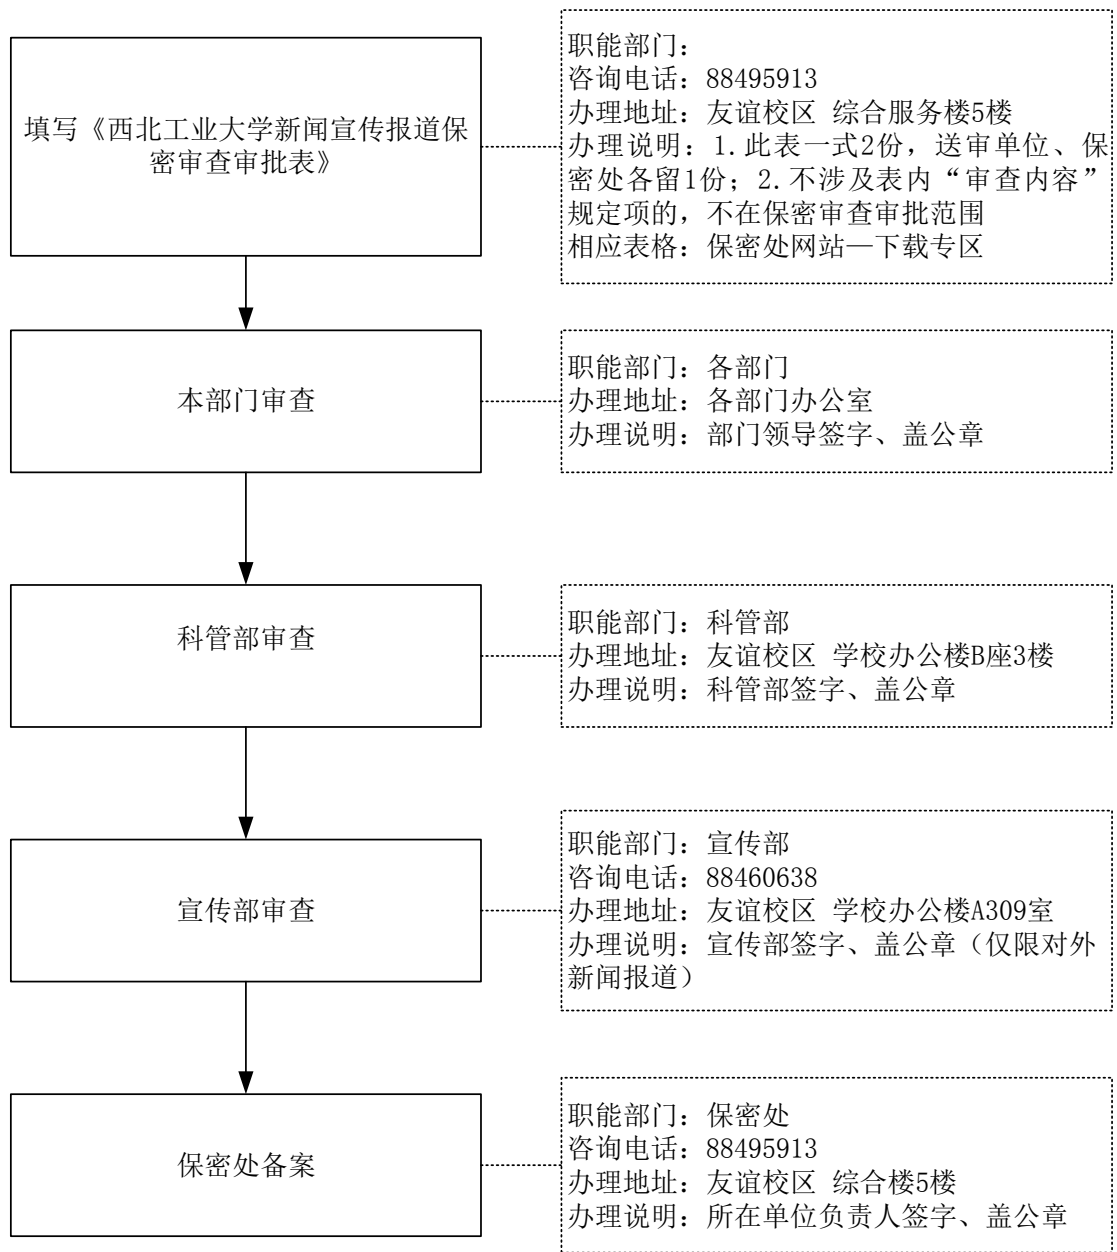 填写《西北工业大学新闻宣传报道保
密审查审批表》
职能部门：
咨询电话：88495913
办理地址：友谊校区 综合服务楼5楼
办理说明：1.此表一式2份，送审单位、保
密处各留1份；2.不涉及表内“审查内容”
规定项的，不在保密审查审批范围
相应表格：保密处网站—下载专区
本部门审查
职能部门：各部门
办理地址：各部门办公室
办理说明：部门领导签字、盖公章
科管部审查
职能部门：科管部
办理地址：友谊校区 学校办公楼B座3楼
办理说明：科管部签字、盖公章
宣传部审查
职能部门：宣传部
咨询电话：88460638
办理地址：友谊校区 学校办公楼A309室
办理说明：宣传部签字、盖公章（仅限对外
新闻报道）
保密处备案
职能部门：保密处
咨询电话：88495913
办理地址：友谊校区 综合楼5楼
办理说明：所在单位负责人签字、盖公章